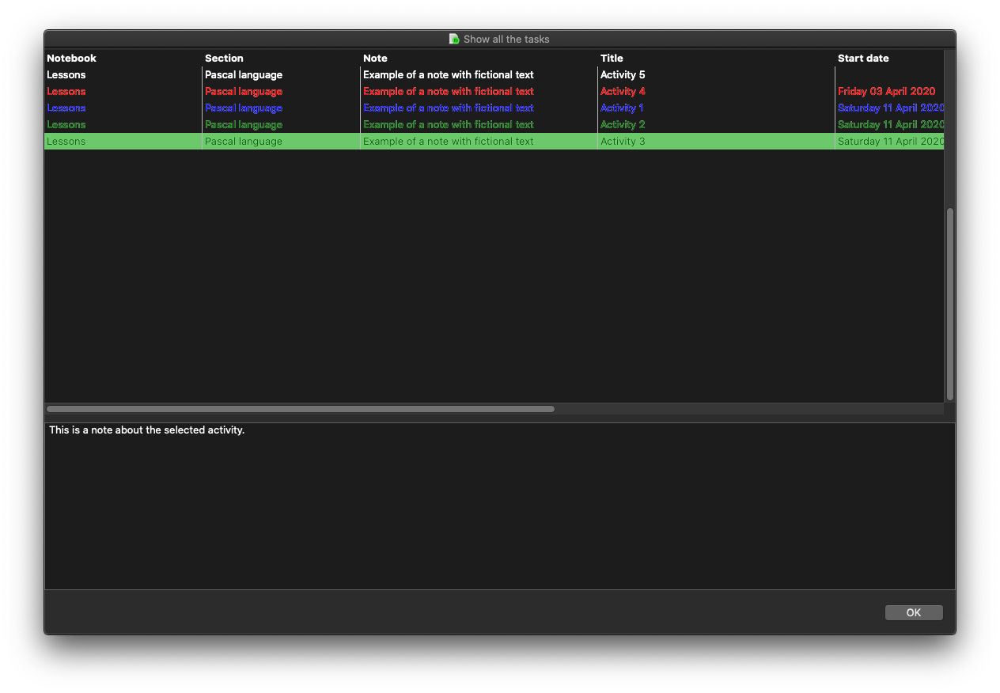 Show all the tasks
Notebook Section Note Title Start date
Lessons Pascal language Example of a note with fictional text Activity 5
Lessons Pascal language Example of a note with fictional text Activity 4 Friday 03 April 2020
Lessons Pascal language Example of a note with fictional text Activity 1 Saturday 11 April 2020
Lessons Pascal language Example of a note with fictional text Activity 2 Saturday 11 April 2020
Lessons Pascal language Example of a note with fictional text Activity 3 Saturday 11 April 2020
This is a note about the selected activity.
OK